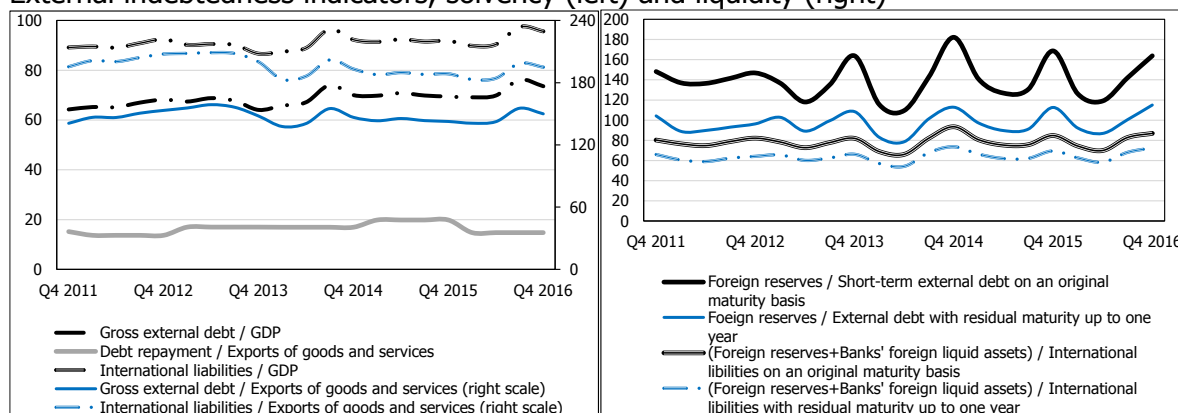 External indebtedness indicators, solvency (left) and liquidity (right)
100
80
60
40
20
0
240
180
120
60
0
Q4 2011 Q4 2012 Q4 2013 Q4 2014 Q4 2015 Q4 2016
Gross external debt / GDP
Debt repayment / Exports of goods and services
International liabilities / GDP
Gross external debt / Exports of goods and services (right scale)
International liabilities / Exports of goods and services (right scale)
200
180
160
140
120
100
80
60
40
20
0
Q4 2011 Q4 2012 Q4 2013 Q4 2014 Q4 2015 Q4 2016
Foreign reserves / Short-term external debt on an original
maturity basis
Foeign reserves / External debt with residual maturity up to one
year
(Foreign reserves+Banks' foreign liquid assets) / International
libilities on an original maturity basis
(Foreign reserves+Banks' foreign liquid assets) / International
libilities with residual maturity up to one year